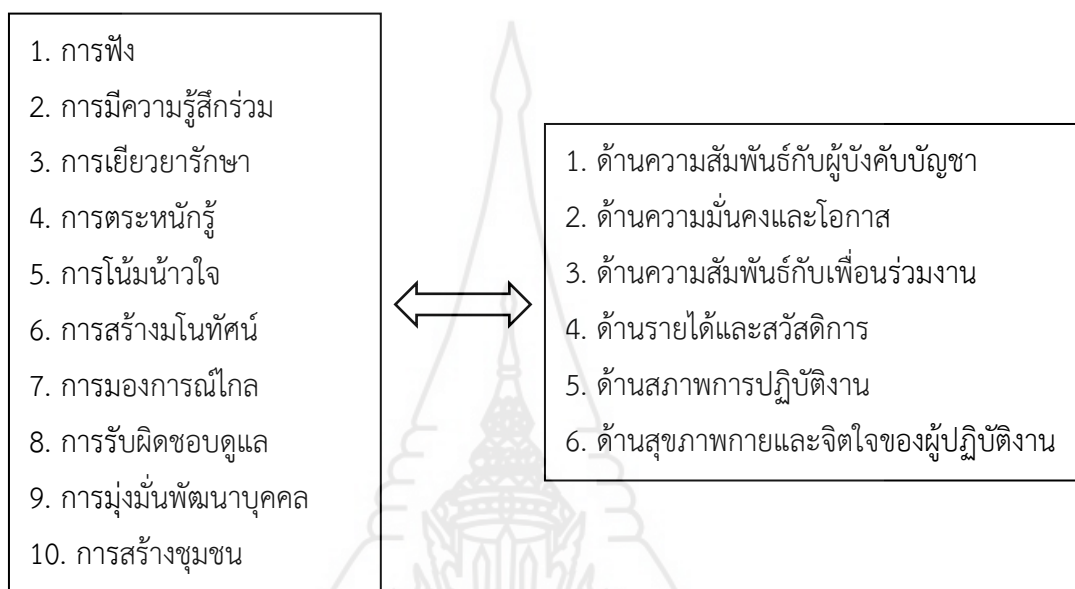 1. การฟัง
2. การมีความรู้สึกร่วม
3. การเยียวยารักษา
4. การตระหนักรู้
5. การโน้มน้าวใจ
6. การสร้างมโนทัศน์
7. การมองการณ์ไกล
8. การรับผิดชอบดูแล
9. การมุ่งมั่นพัฒนาบุคคล
10. การสร้างชุมชน
1. ด้านความสัมพันธ์กับผู้บังคับบัญชา
2. ด้านความมั่นคงและโอกาส
3. ด้านความสัมพันธ์กับเพื่อนร่วมงาน
4. ด้านรายได้และสวัสดิการ
5. ด้านสภาพการปฏิบัติงาน
6. ด้านสุขภาพกายและจิตใจของผู้ปฏิบัติงาน